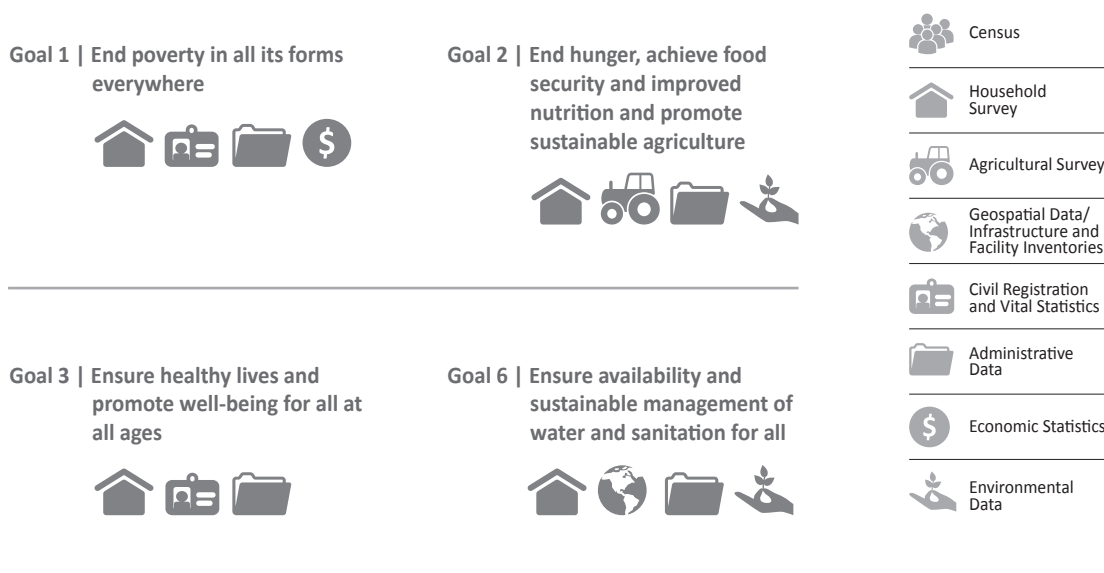 Goal 1 | End poverty in all its forms
everywhere
$
Goal 2 | End hunger, achieve food
security and improved
nutrition and promote
sustainable agriculture
Goal 3 | Ensure healthy lives and
promote well-being for all at
all ages
Goal 6 | Ensure availability and
sustainable management of
water and sanitation for all
Census
Household
Survey
Agricultural Survey
Geospatial Data/
Infrastructure and
Facility Inventories
Civil Registration
and Vital Statistics
Administrative
Data
$
Economic Statistics
Environmental
Data